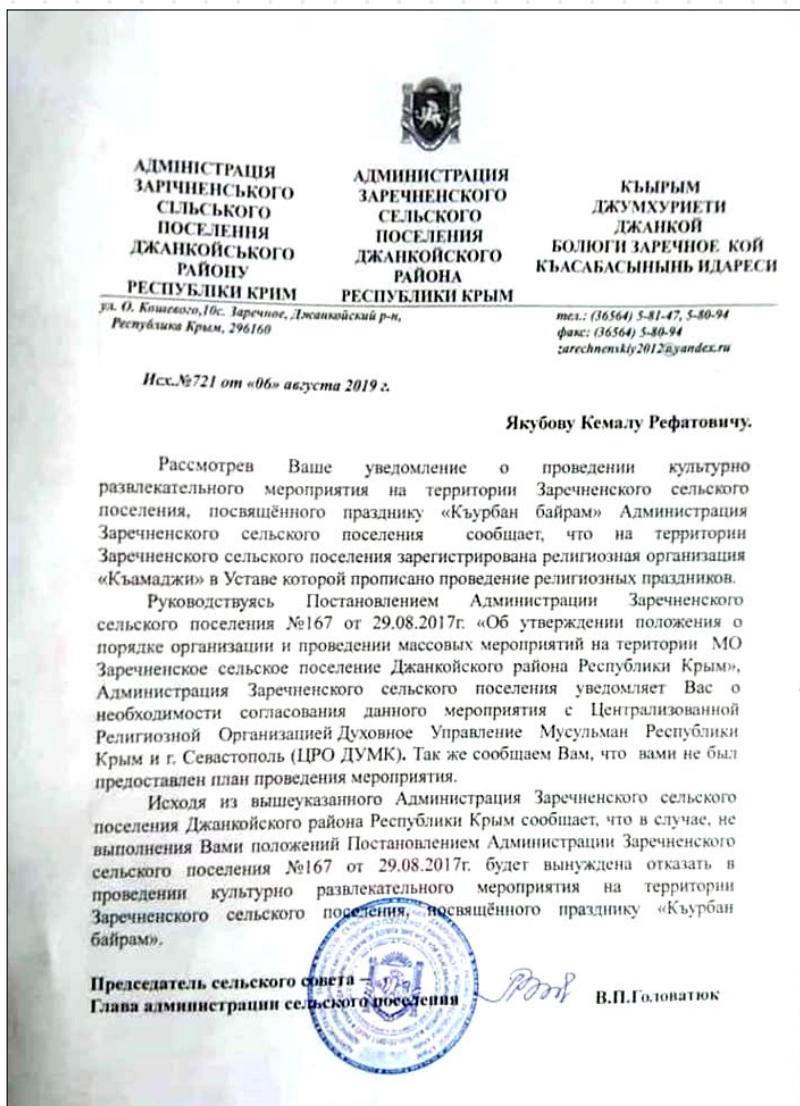 АДМІНІСТРАЦІЯ
ЗАРІЧНЕНСЬКОГО
СІЛЬСЬКОГО
ПОСЕЛЕННЯ
ДЖАНКОЙСЬКОГО
РАЙОНУ
РЕСПУБЛІКИ КРИМ
АДМИНИСТРАЦИЯ
ЗАРЕЧНЕНСКОГО
СЕЛЬСКОГО
ПОСЕЛЕНИЯ
ДЖАНКОЙСКОГО
РАЙОНА
РЕСПУБЛИКИ КРЫМ
КЪЫРЫМ
ДЖУМХУРИЕТИ
ДЖАНКОЙ
БОЛЮГИ ЗАРЕЧНОЕ КОЙ
КЪАСАБАСЫНЫНЬ ИДАРЕСИ
ул. О. Кошевого,10с. Заречное, Джанкойский р-н,
Республика Крым, 296160
тел.: (36564) 5-81-47, 5-80-94
факс: (36564) 5-80-94
zarechnenskiy2012@yandex.ru
Исх.№721 от «06» августа 2019 г.
Якубову Кемалу Рефатовичу.
Рассмотрев Ваше уведомление о проведении культурно
развлекательного мероприятия на территории Заречненского сельского
поселения, посвящённого празднику «Къурбан байрам» Администрация
Заречненского сельского поселения сообщает, что на территории
Заречненского сельского поселения зарегистрирована религиозная организация
«Къамаджи» в Уставе которой прописано проведение религиозных праздников.
Руководствуясь Постановлением Администрации Заречненского
сельского поселения №167 от 29.08.2017г. «Об утверждении положения о
порядке организации и проведении массовых мероприятий на територии МО
Заречненское сельское поселение Джанкойского района Республики Крым»,
Администрация Заречненского сельского поселения уведомляет Вас о
необходимости согласования данного мероприятия с Централизованной
Религиозной Организацией Духовное Управление Мусульман Республики
Крым и г. Севастополь (ЦРО ДУМК). Так же сообщаем Вам, что вами не был
предоставлен план проведения мероприятия.
Исходя из вышеуказанного Администрация Заречненского сельского
поселения Джанкойского района Республики Крым сообщает, что в случае, не
выполнения Вами положений Постановлением Администрации Заречненского
сельского поселения №167 от 29.08.2017г. будет вынуждена отказать в
проведении культурно развлекательного мероприятия на территории
Заречненского сельского поселения, посвящённого празднику «Къурбан
байрам».
Председатель сельского совета –
Глава администрации сельского поселения
В.П.Головатюк